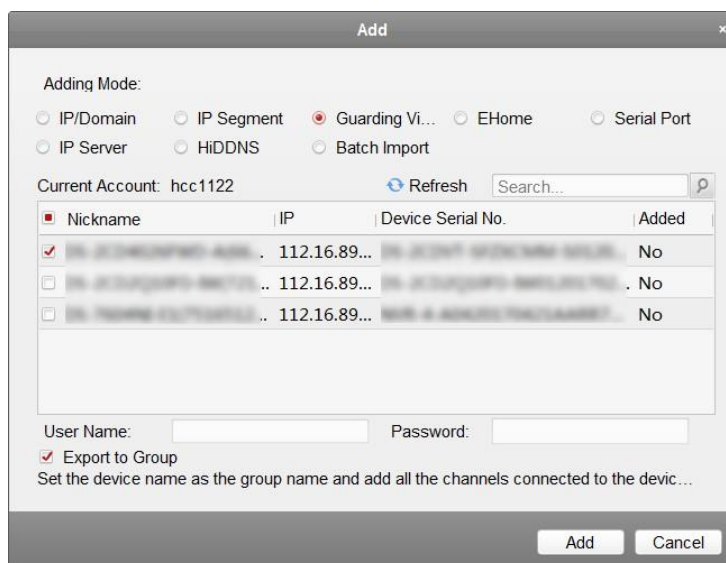 Add
×
Adding Mode:
IP/Domain IP Segment Guarding Vi... EHome Serial Port
IP Server HiDDNS Batch Import
Current Account: hcc1122 Refresh Search...
Nickname IP Device Serial No. Added
112.16.89... No
112.16.89... No
112.16.89... No
User Name: Password:
Export to Group
Set the device name as the group name and add all the channels connected to the devic...
Add Cancel